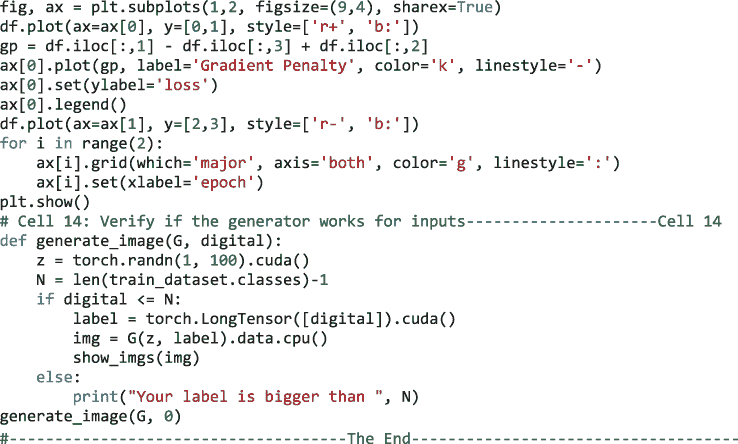 fig, ax = plt.subplots(1,2, figsize=(9,4), sharex=True)
df.plot(ax=ax[0], y=[0,1], style=['r+', 'b:'])
gp = df.iloc[:,1] - df.iloc[:,3] + df.iloc[:,2]
ax[0].plot(gp, label='Gradient Penalty', color='k', linestyle='-')
ax[0].set(ylabel='loss')
ax[0].legend()
df.plot(ax=ax[1], y=[2,3], style=['r-', 'b:'])
for i in range(2):
    ax[i].grid(which='major', axis='both', color='g', linestyle=':')
    ax[i].set(xlabel='epoch')
plt.show()
# Cell 14: Verify if the generator works for inputs---------------------Cell 14
def generate_image(G, digital):
    z = torch.randn(1, 100).cuda()
    N = len(train_dataset.classes)-1
    if digital <= N:
        label = torch.LongTensor([digital]).cuda()
        img = G(z, label).data.cpu()
        show_imgs(img)
    else:
        print("Your label is bigger than ", N)
generate_image(G, 0)
#-------------------------------------The End------------------------------------